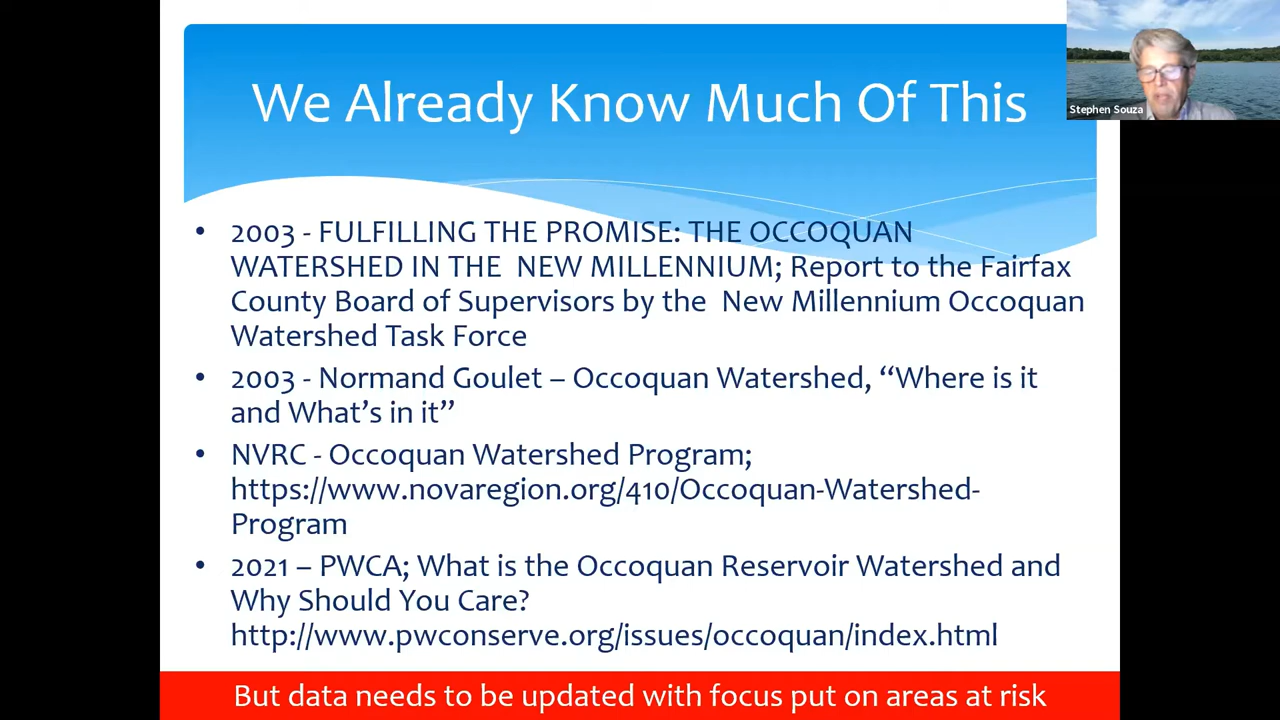 We Already Know Much Of This
Stephen Souza
• 2003 - FULFILLING THE PROMISE: THE OCCOQUAN
WATERSHED IN THE NEW MILLENNIUM; Report to the Fairfax
County Board of Supervisors by the New Millennium Occoquan
Watershed Task Force
• 2003 - Normand Goulet – Occoquan Watershed, “Where is it
and What’s in it”
• NVRC - Occoquan Watershed Program;
https://www.novaregion.org/410/Occoquan-Watershed-
Program
• 2021 – PWCA; What is the Occoquan Reservoir Watershed and
Why Should You Care?
http://www.pwconserve.org/issues/occoquan/index.html
But data needs to be updated with focus put on areas at risk